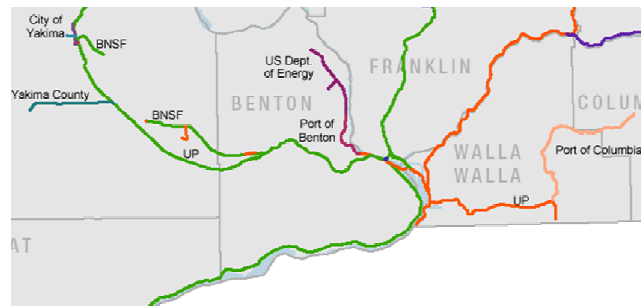 City of
Yakima
BNSF
US Dept.
of Energy
FRANKLIN
Yakima County
BENTON
COLUM
BNSF
Port of
Benton
UP
WALLA
WALLA
Port of Columbia
UP
AT